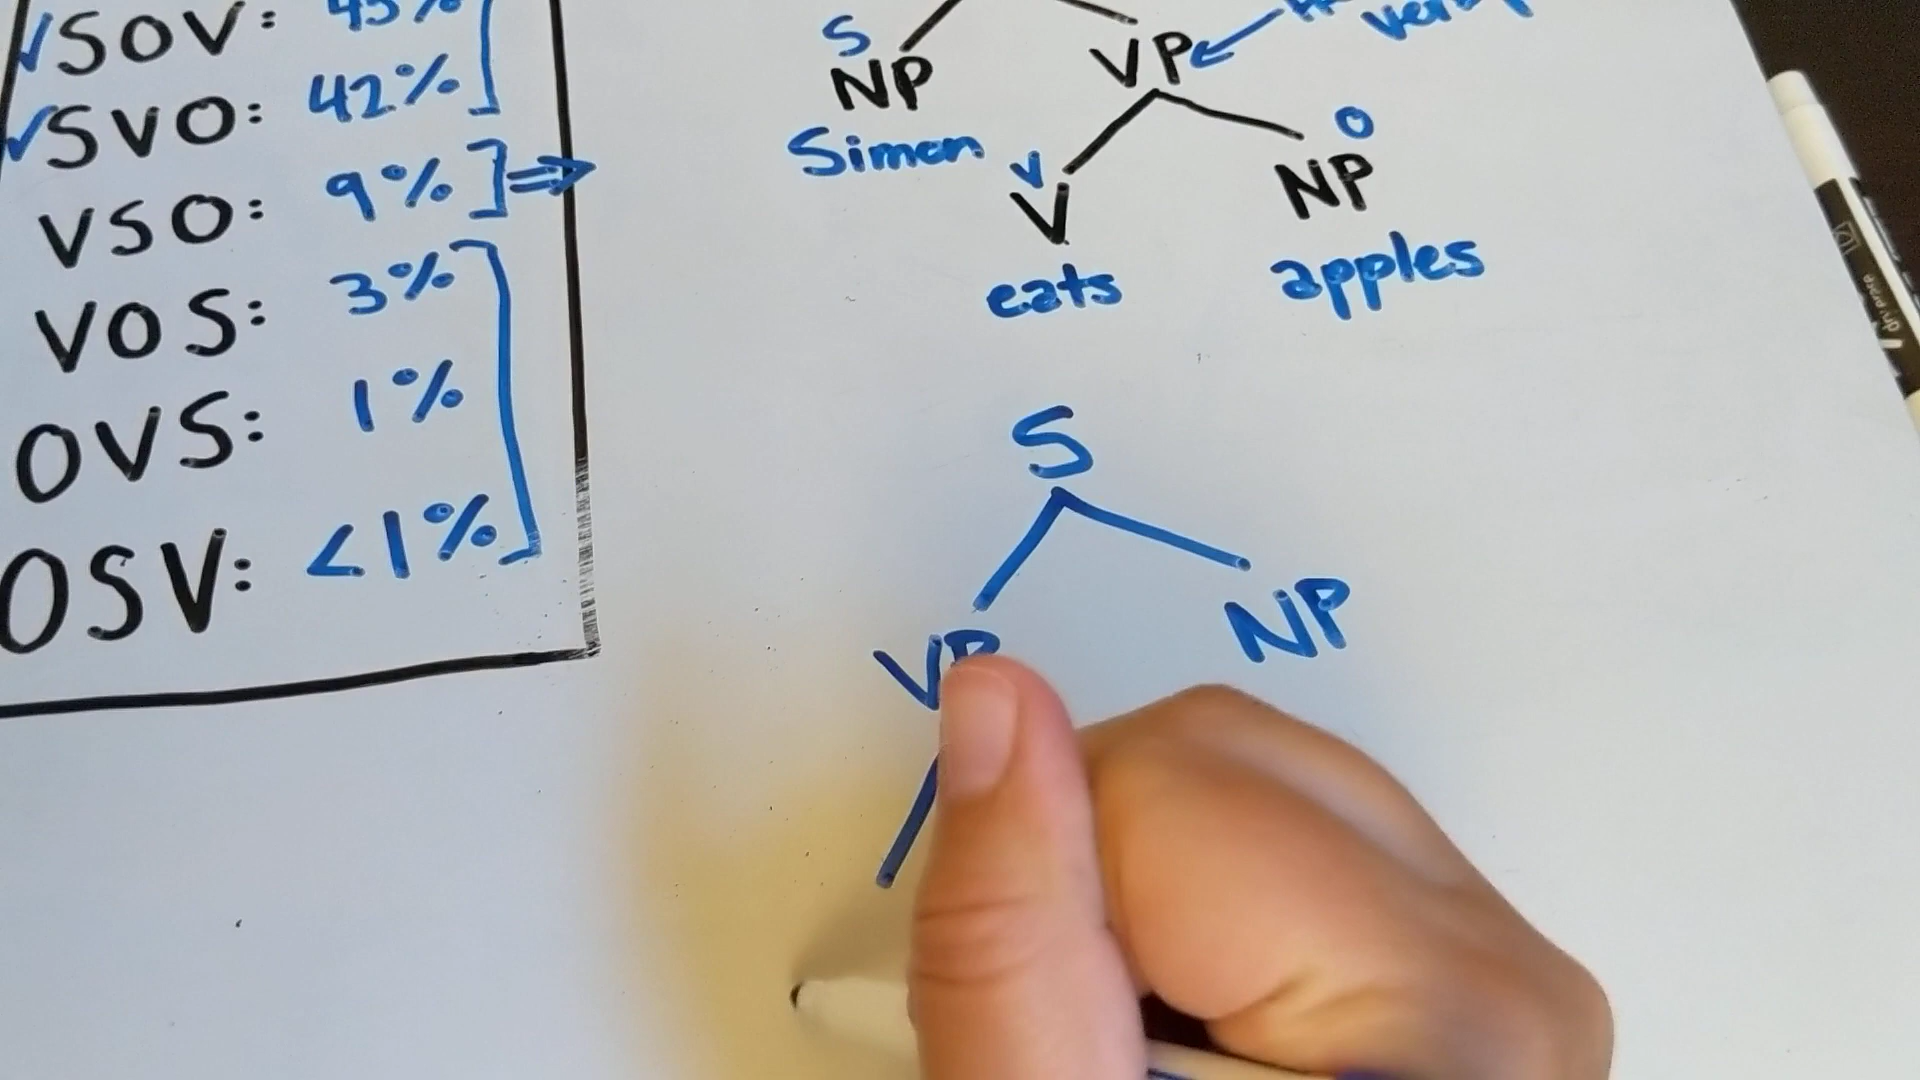 ✓SOV: 45%
✓SVO: 42%
VSO: 9% ⇒
VOS: 3%
OVS: 1%
OSV: <1%
S
NP
VP
Simon
V
V
O
NP
eats
apples
S
VP
NP